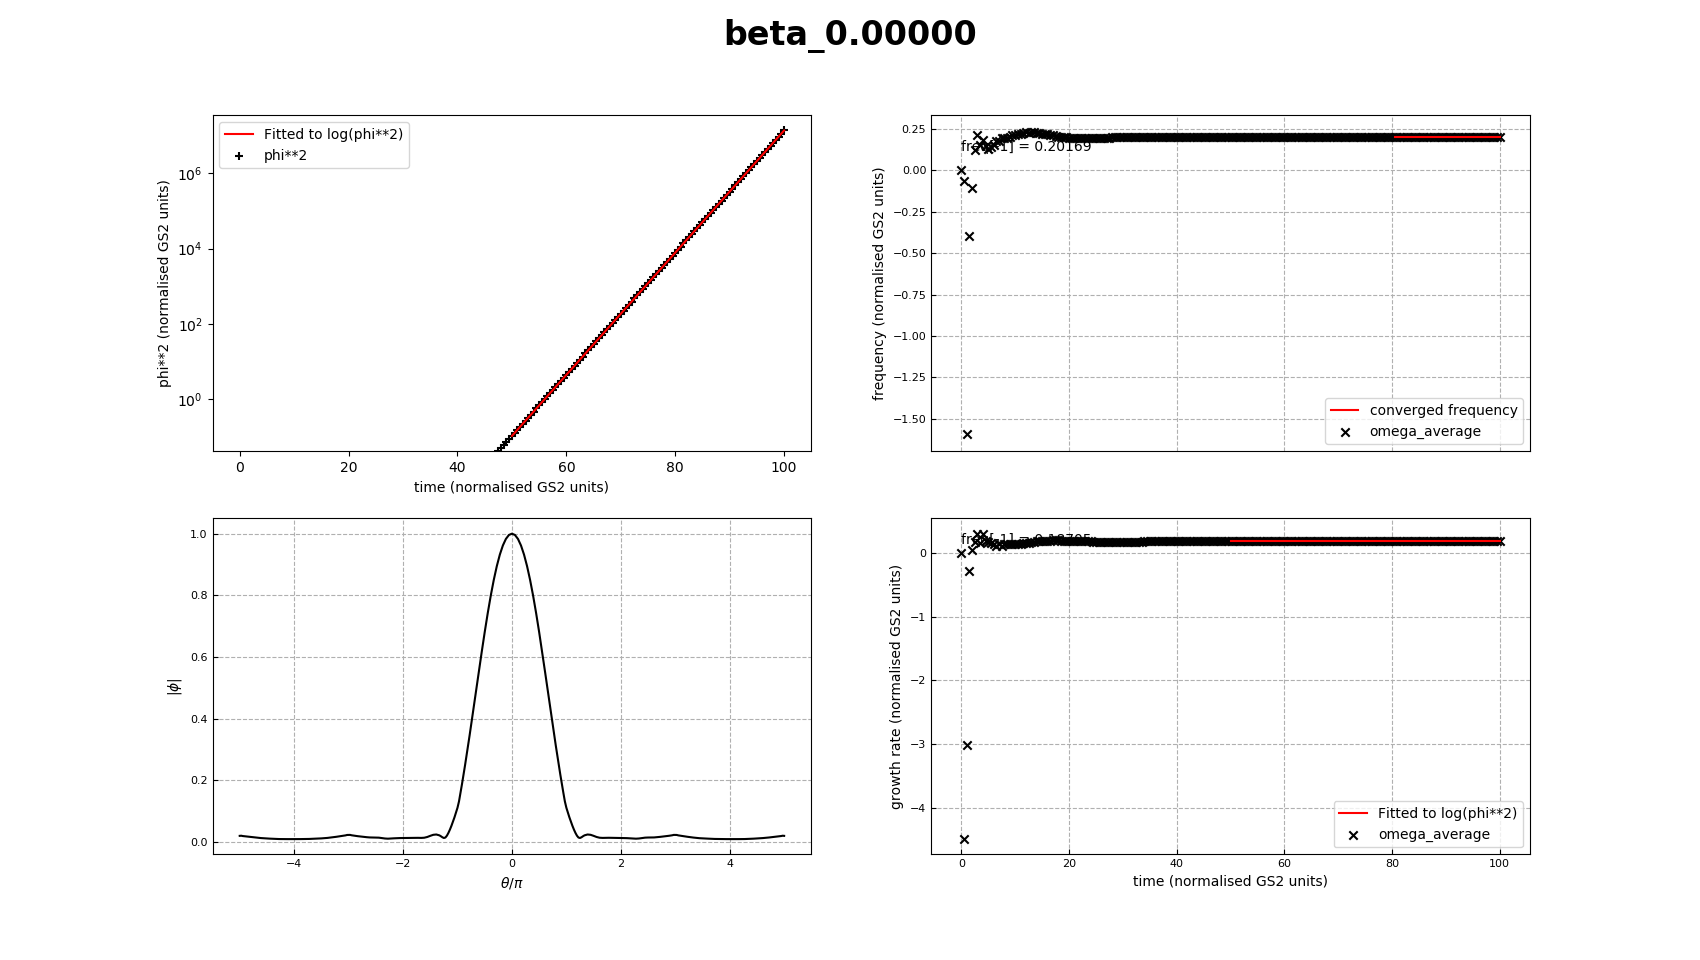 beta_0.00000
Fitted to log(phi**2)
phi**2
phi**2 (normalised GS2 units)
10^6
10^4
10^2
10^0
0 20 40 60 80 100
time (normalised GS2 units)
0.25
0.00
−0.25
−0.50
−0.75
−1.00
−1.25
−1.50
frequency (normalised GS2 units)
= 0.20169
converged frequency
omega_average
1.0
0.8
0.6
0.4
0.2
0.0
|ϕ|
−4 −2 0 2 4
θ/π
0
−1
−2
−3
−4
growth rate (normalised GS2 units)
Fitted to log(phi**2)
omega_average
0 20 40 60 80 100
time (normalised GS2 units)